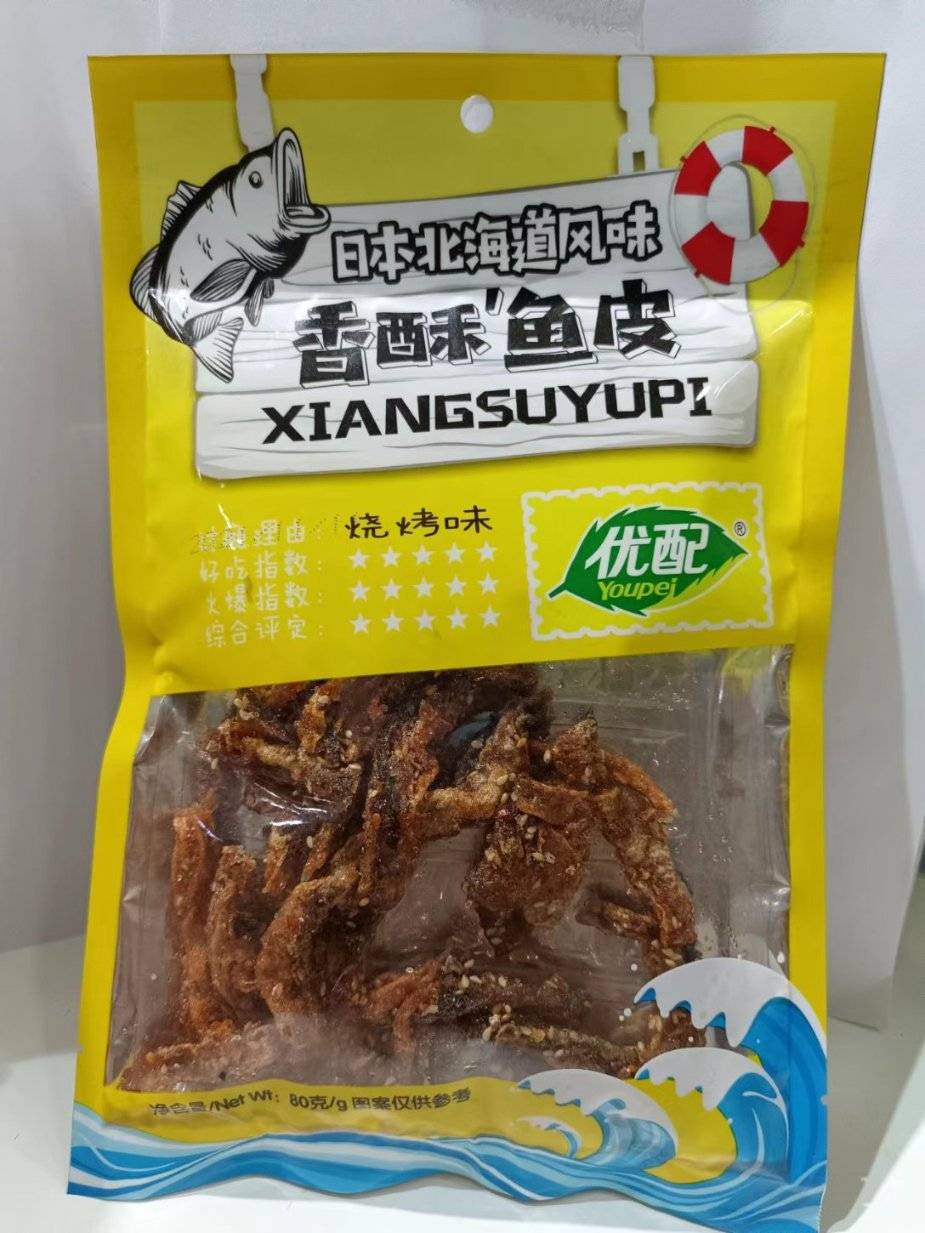 日本北海道风味
香酥鱼皮
XIANGSUYUPI
理由：烧烤味
好吃指数：★★★★★
火爆指数：★★★★★
综合评定：★★★★★
优配®
Youpei
净含量/Net Wt：80克/g 图案仅供参考